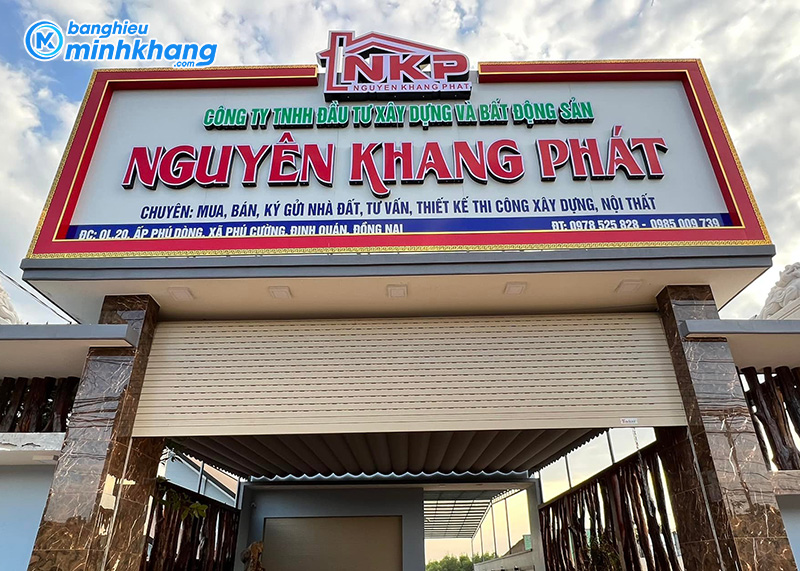 banghieu
minhkhang
.com
NKP
NGUYEN KHANG PHAT
CÔNG TY TNHH ĐẦU TƯ XÂY DỰNG VÀ BẤT ĐỘNG SẢN
NGUYÊN KHANG PHÁT
CHUYÊN: MUA, BÁN, KÝ GỬI NHÀ ĐẤT, TƯ VẤN, THIẾT KẾ THI CÔNG XÂY DỰNG, NỘI THẤT
ĐC: QL 20, ẤP PHÚ DÒNG, XÃ PHÚ CƯỜNG, ĐỊNH QUÁN, ĐỒNG NAI ĐT: 0978 525 828 - 0985 009 739